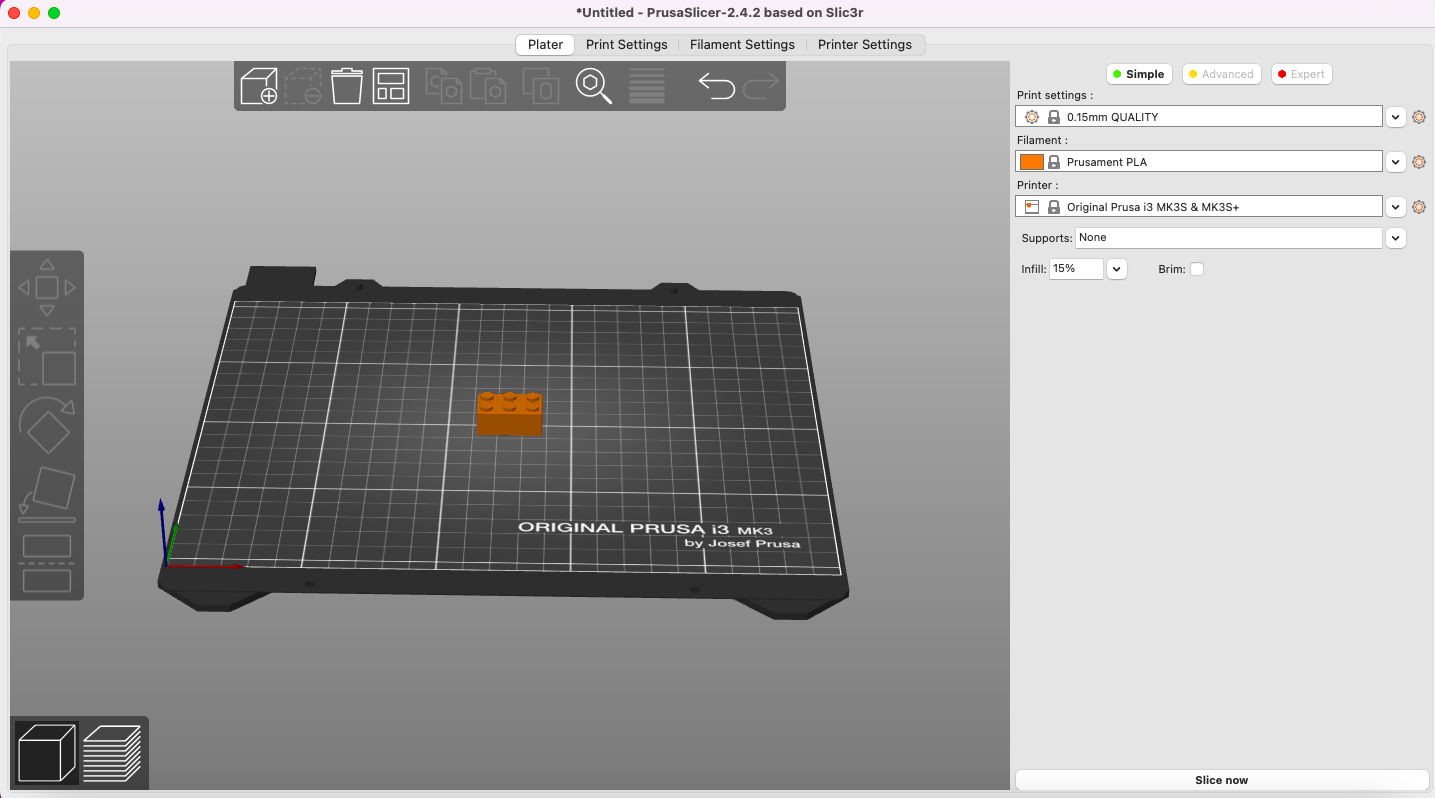 *Untitled - PrusaSlicer-2.4.2 based on Slic3r
Plater
Print Settings
Filament Settings
Printer Settings
Simple
Advanced
Expert
Print settings :
0.15mm QUALITY
Filament :
Prusament PLA
Printer :
Original Prusa i3 MK3S & MK3S+
Supports: None
Infill: 15%
Brim:
ORIGINAL PRUSA i3 MK3
by Josef Prusa
Slice now